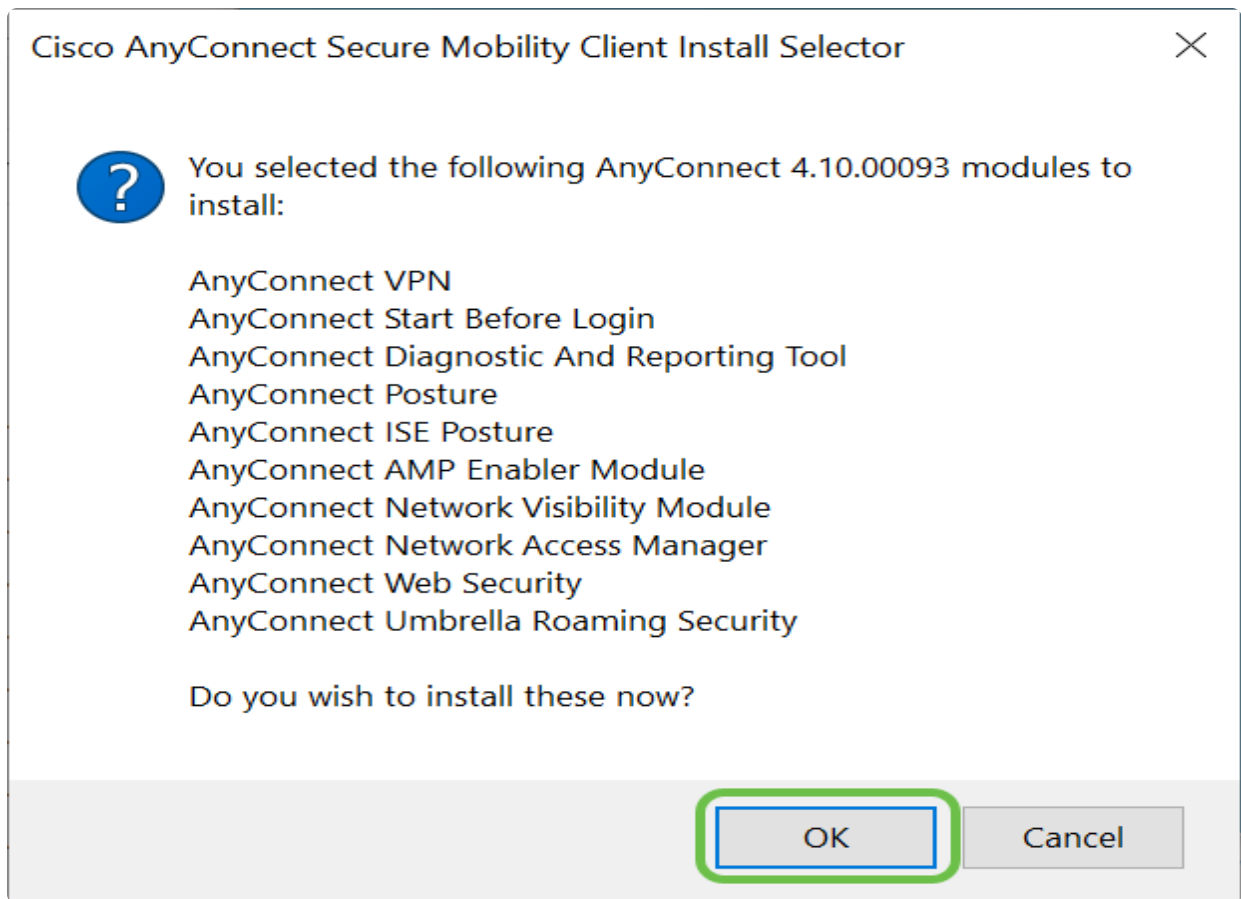 Cisco AnyConnect Secure Mobility Client Install Selector
?
You selected the following AnyConnect 4.10.00093 modules to
install:
AnyConnect VPN
AnyConnect Start Before Login
AnyConnect Diagnostic And Reporting Tool
AnyConnect Posture
AnyConnect ISE Posture
AnyConnect AMP Enabler Module
AnyConnect Network Visibility Module
AnyConnect Network Access Manager
AnyConnect Web Security
AnyConnect Umbrella Roaming Security
Do you wish to install these now?
OK
Cancel